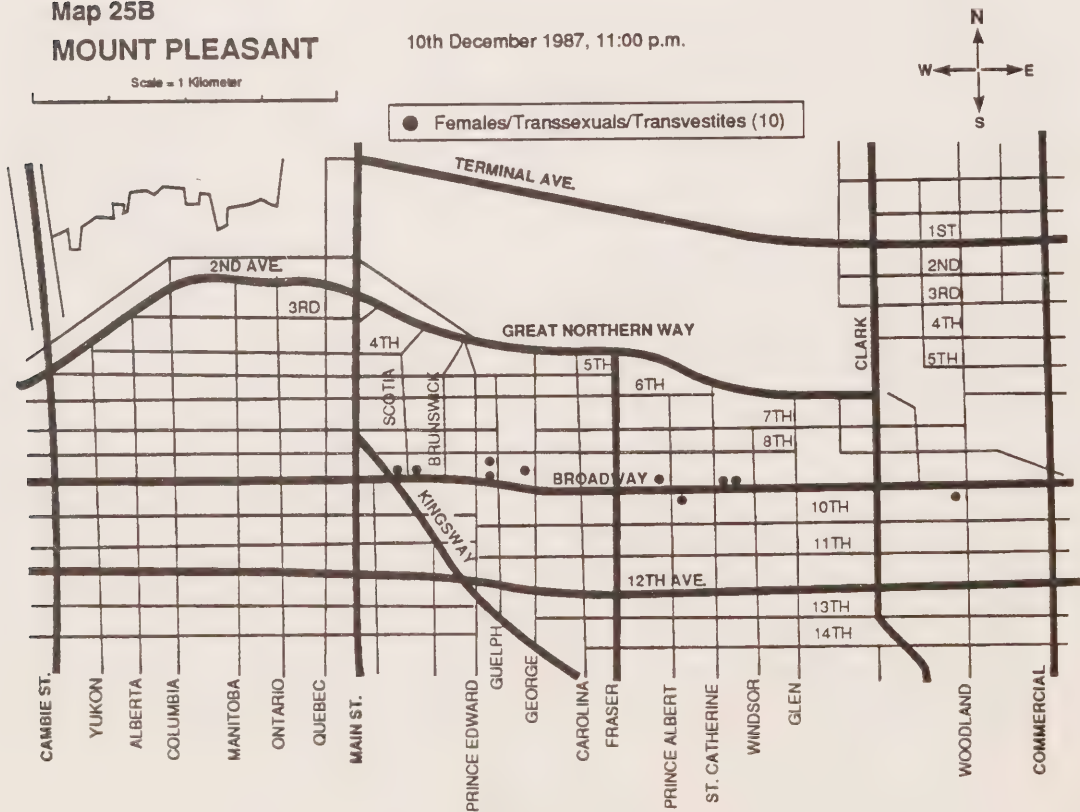 Map 25B
MOUNT PLEASANT
10th December 1987, 11:00 p.m.
Scale = 1 Kilometer
N
W
E
S
Females/Transsexuals/Transvestites (10)
TERMINAL AVE.
1ST
2ND AVE.
2ND
3RD
3RD
GREAT NORTHERN WAY
4TH
4TH
CLARK
5TH
5TH
SCOTIA
6TH
BRUNSWICK
7TH
8TH
BROADWAY
KINGSWAY
10TH
11TH
12TH AVE.
13TH
14TH
CAMBIE ST.
YUKON
ALBERTA
COLUMBIA
MANITOBA
ONTARIO
QUEBEC
MAIN ST.
PRINCE EDWARD
GUELPH
GEORGE
CAROLINA
FRASER
PRINCE ALBERT
ST. CATHERINE
WINDSOR
GLEN
WOODLAND
COMMERCIAL